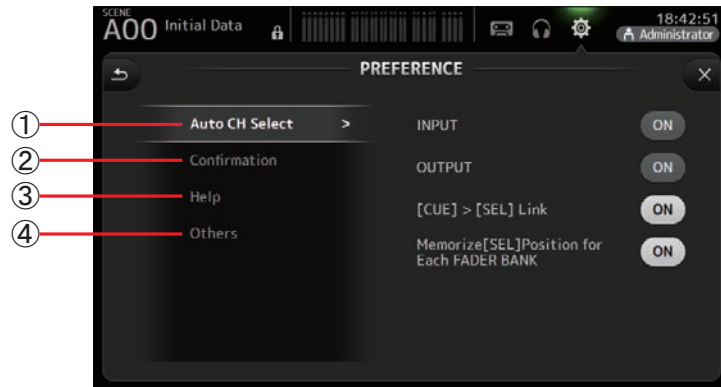 SCENE
A00 Initial Data
18:42:51
Administrator
PREFERENCE
① Auto CH Select >
INPUT ON
② Confirmation
OUTPUT ON
③ Help
[CUE] > [SEL] Link ON
④ Others
Memorize[SEL]Position for
Each FADER BANK ON